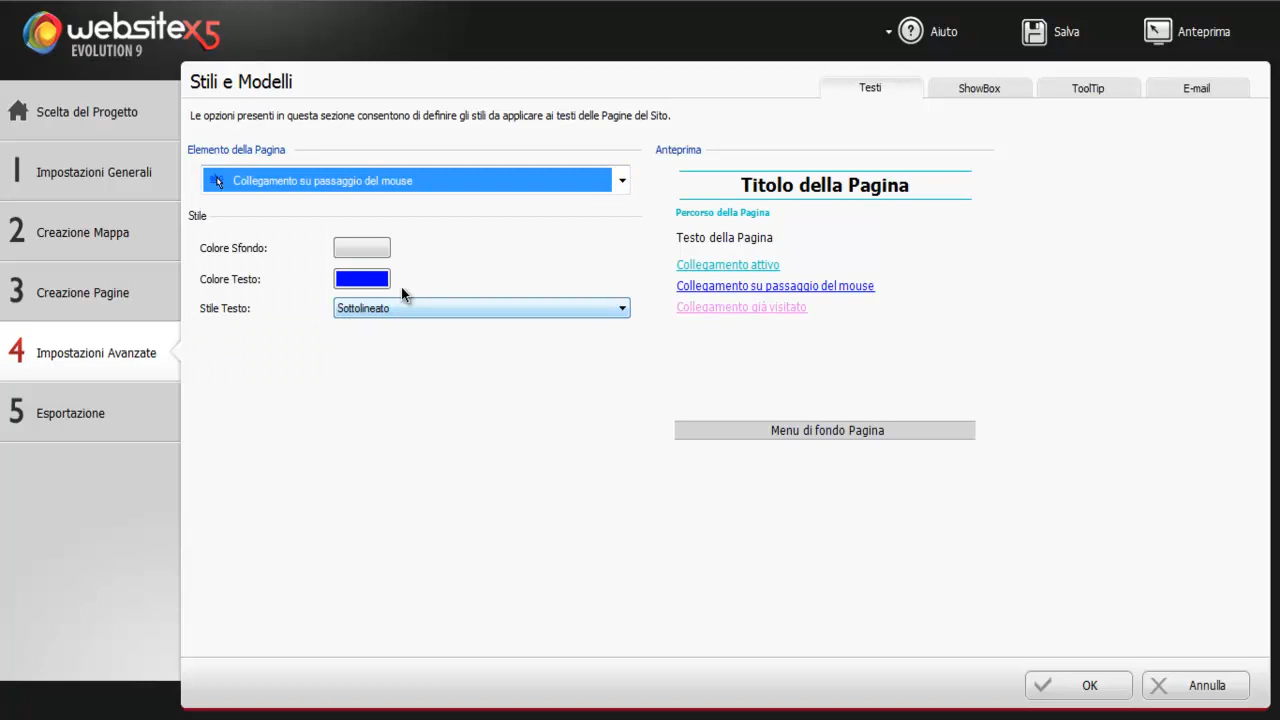 websitex5
EVOLUTION 9
Aiuto
Salva
Anteprima
Scelta del Progetto
1 Impostazioni Generali
2 Creazione Mappa
3 Creazione Pagine
4 Impostazioni Avanzate
5 Esportazione
Stili e Modelli
Testi
ShowBox
ToolTip
E-mail
Le opzioni presenti in questa sezione consentono di definire gli stili da applicare ai testi delle Pagine del Sito.
Elemento della Pagina
Collegamento su passaggio del mouse
Stile
Colore Sfondo:
Colore Testo:
Stile Testo:
Sottolineato
Anteprima
Titolo della Pagina
Percorso della Pagina
Testo della Pagina
Collegamento attivo
Collegamento su passaggio del mouse
Collegamento già visitato
Menu di fondo Pagina
OK
Annulla